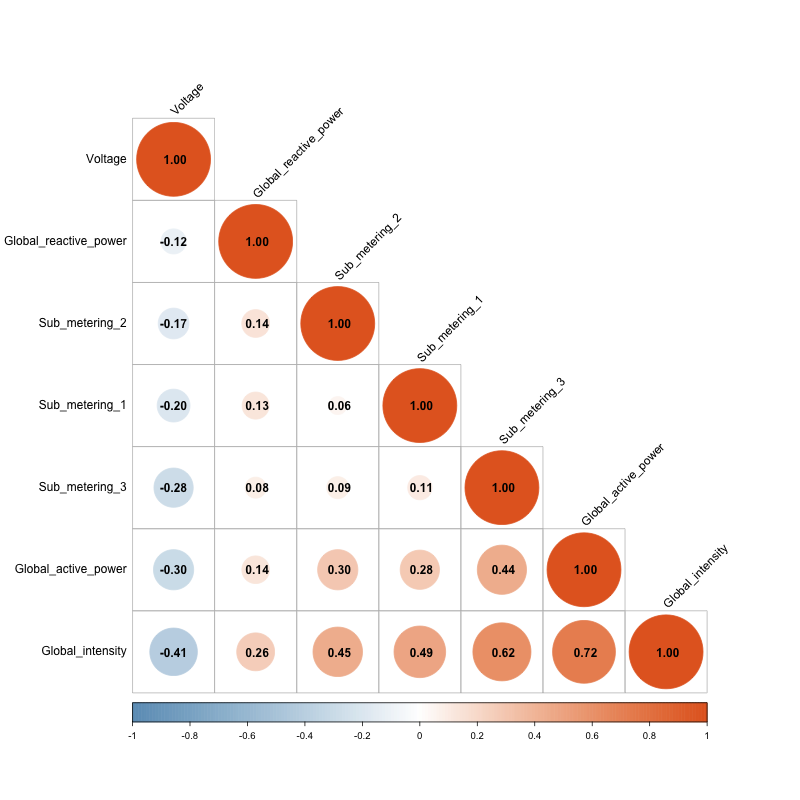 Voltage
Global_reactive_power
Sub_metering_2
Sub_metering_1
Sub_metering_3
Global_active_power
Global_intensity
Voltage 1.00
Global_reactive_power -0.12 1.00
Sub_metering_2 -0.17 0.14 1.00
Sub_metering_1 -0.20 0.13 0.06 1.00
Sub_metering_3 -0.28 0.08 0.09 0.11 1.00
Global_active_power -0.30 0.14 0.30 0.28 0.44 1.00
Global_intensity -0.41 0.26 0.45 0.49 0.62 0.72 1.00
-1 -0.8 -0.6 -0.4 -0.2 0 0.2 0.4 0.6 0.8 1